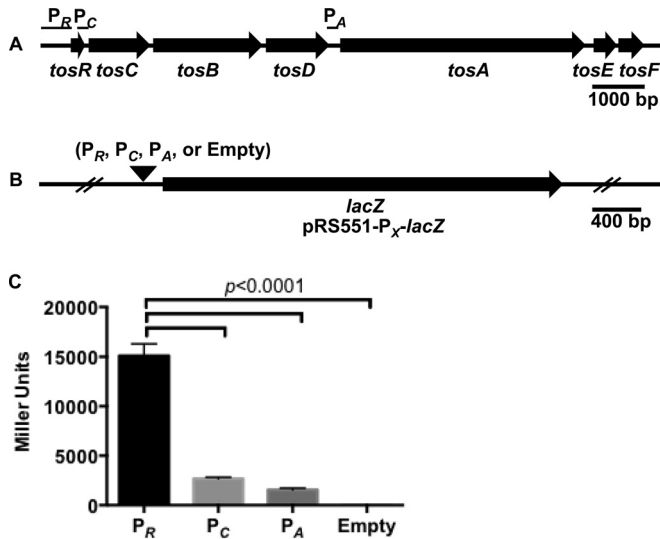 P_R P_C P_A
A
tosR tosC tosB tosD tosA tosE tosF
1000 bp
(P_R, P_C, P_A, or Empty)
B
lacZ
pRS551-P_X-lacZ
400 bp
C
p<0.0001
20000
15000
10000
5000
0
Miller Units
P_R P_C P_A Empty